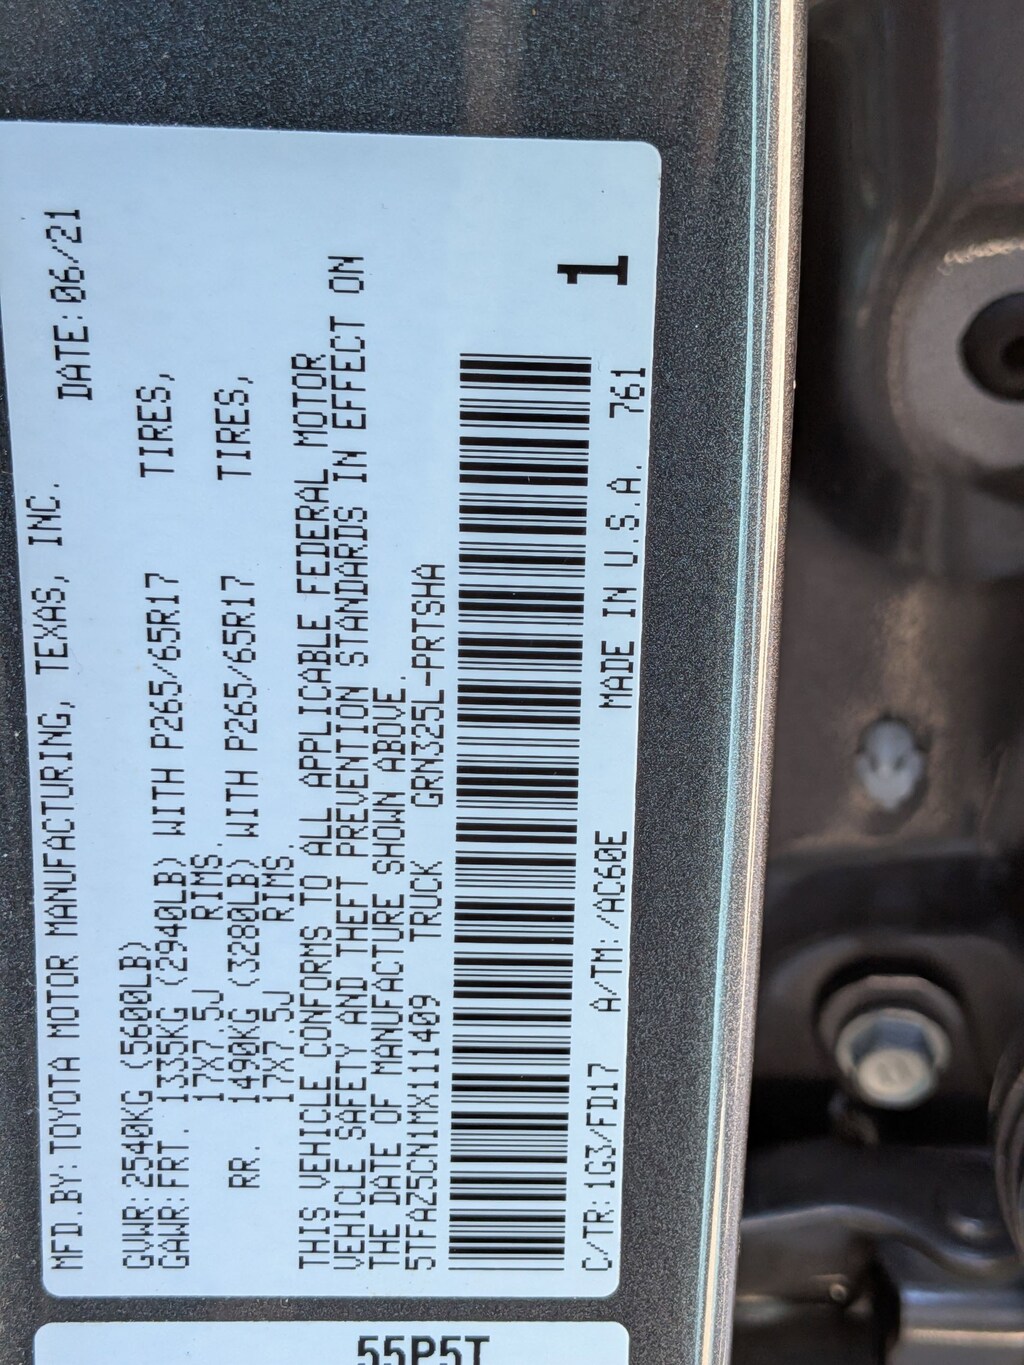 MFD.BY:TOYOTA MOTOR MANUFACTURING, TEXAS, INC.
DATE:06/21
GVWR:2540KG (5600LB)
GAWR:FRT. 1335KG (2940LB) WITH P265/65R17 TIRES,
17X7.5J RIMS.
RR. 1490KG (3280LB) WITH P265/65R17 TIRES,
17X7.5J RIMS.
THIS VEHICLE CONFORMS TO ALL APPLICABLE FEDERAL MOTOR
VEHICLE SAFETY AND THEFT PREVENTION STANDARDS IN EFFECT ON
THE DATE OF MANUFACTURE SHOWN ABOVE.
5TFAZ5CN1MX111409 TRUCK GRN325L-PRTSHA
1
C/TR:1G3/FD17 A/TM:/AC60E MADE IN U.S.A. 761
55P5T